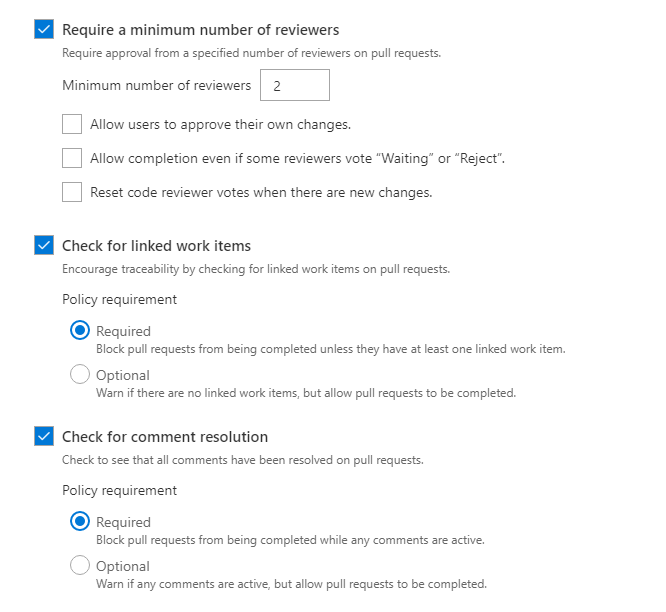 Require a minimum number of reviewers
Require approval from a specified number of reviewers on pull requests.
Minimum number of reviewers 2
Allow users to approve their own changes.
Allow completion even if some reviewers vote “Waiting” or “Reject”.
Reset code reviewer votes when there are new changes.
Check for linked work items
Encourage traceability by checking for linked work items on pull requests.
Policy requirement
Required
Block pull requests from being completed unless they have at least one linked work item.
Optional
Warn if there are no linked work items, but allow pull requests to be completed.
Check for comment resolution
Check to see that all comments have been resolved on pull requests.
Policy requirement
Required
Block pull requests from being completed while any comments are active.
Optional
Warn if any comments are active, but allow pull requests to be completed.